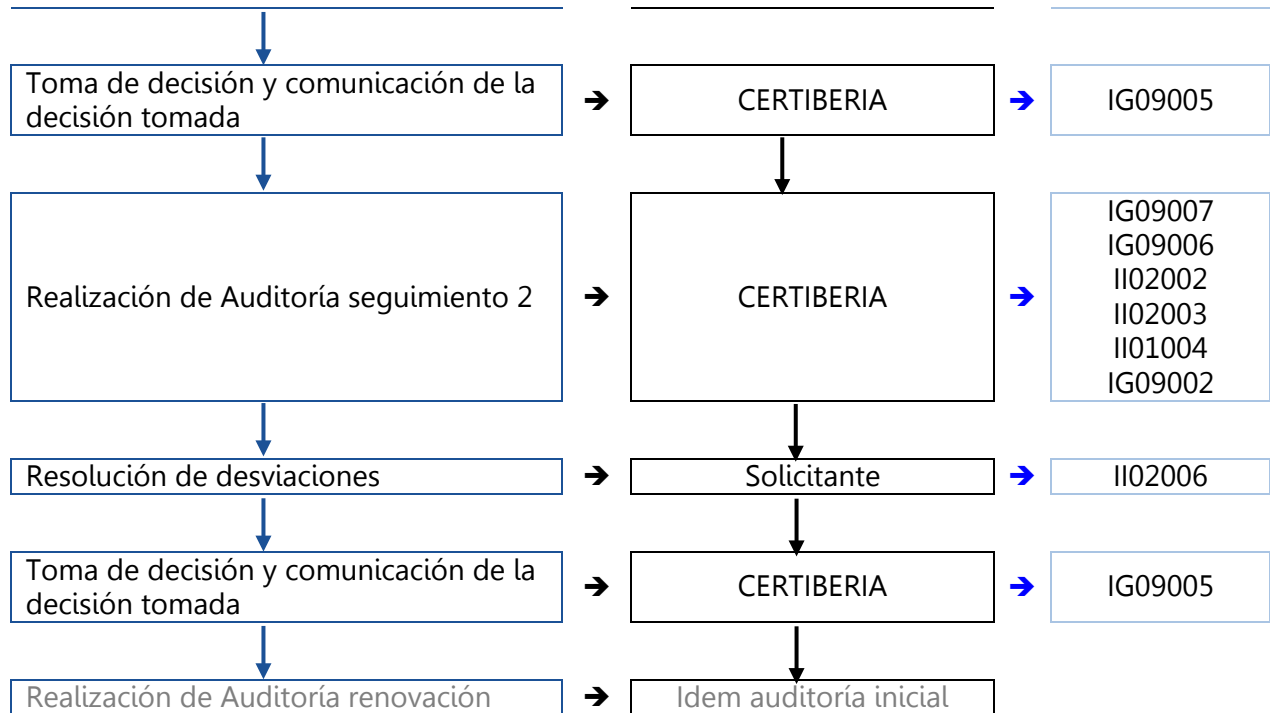 Toma de decisión y comunicación de la
decisión tomada
CERTIBERIA
IG09005
Realización de Auditoría seguimiento 2
CERTIBERIA
IG09007
IG09006
II02002
II02003
II01004
IG09002
Resolución de desviaciones
Solicitante
II02006
Toma de decisión y comunicación de la
decisión tomada
CERTIBERIA
IG09005
Realización de Auditoría renovación
Idem auditoría inicial